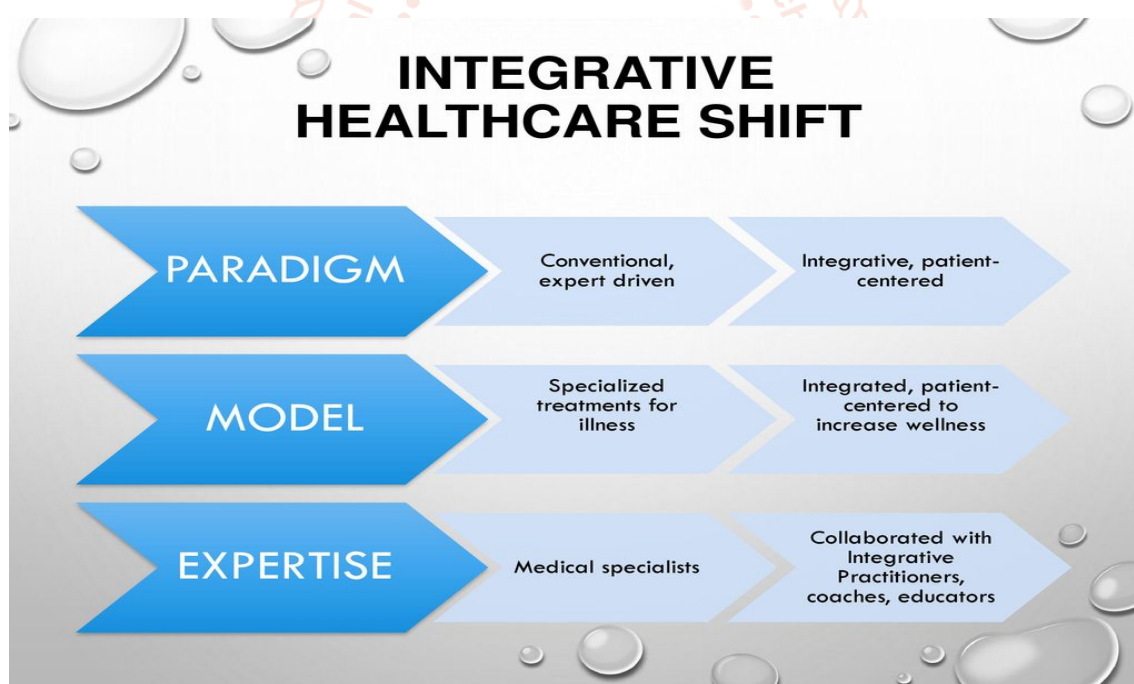 INTEGRATIVE
HEALTHCARE SHIFT
PARADIGM
Conventional,
expert driven
Integrative, patient-
centered
MODEL
Specialized
treatments for
illness
Integrated, patient-
centered to
increase wellness
EXPERTISE
Medical specialists
Collaborated with
Integrative
Practitioners,
coaches, educators